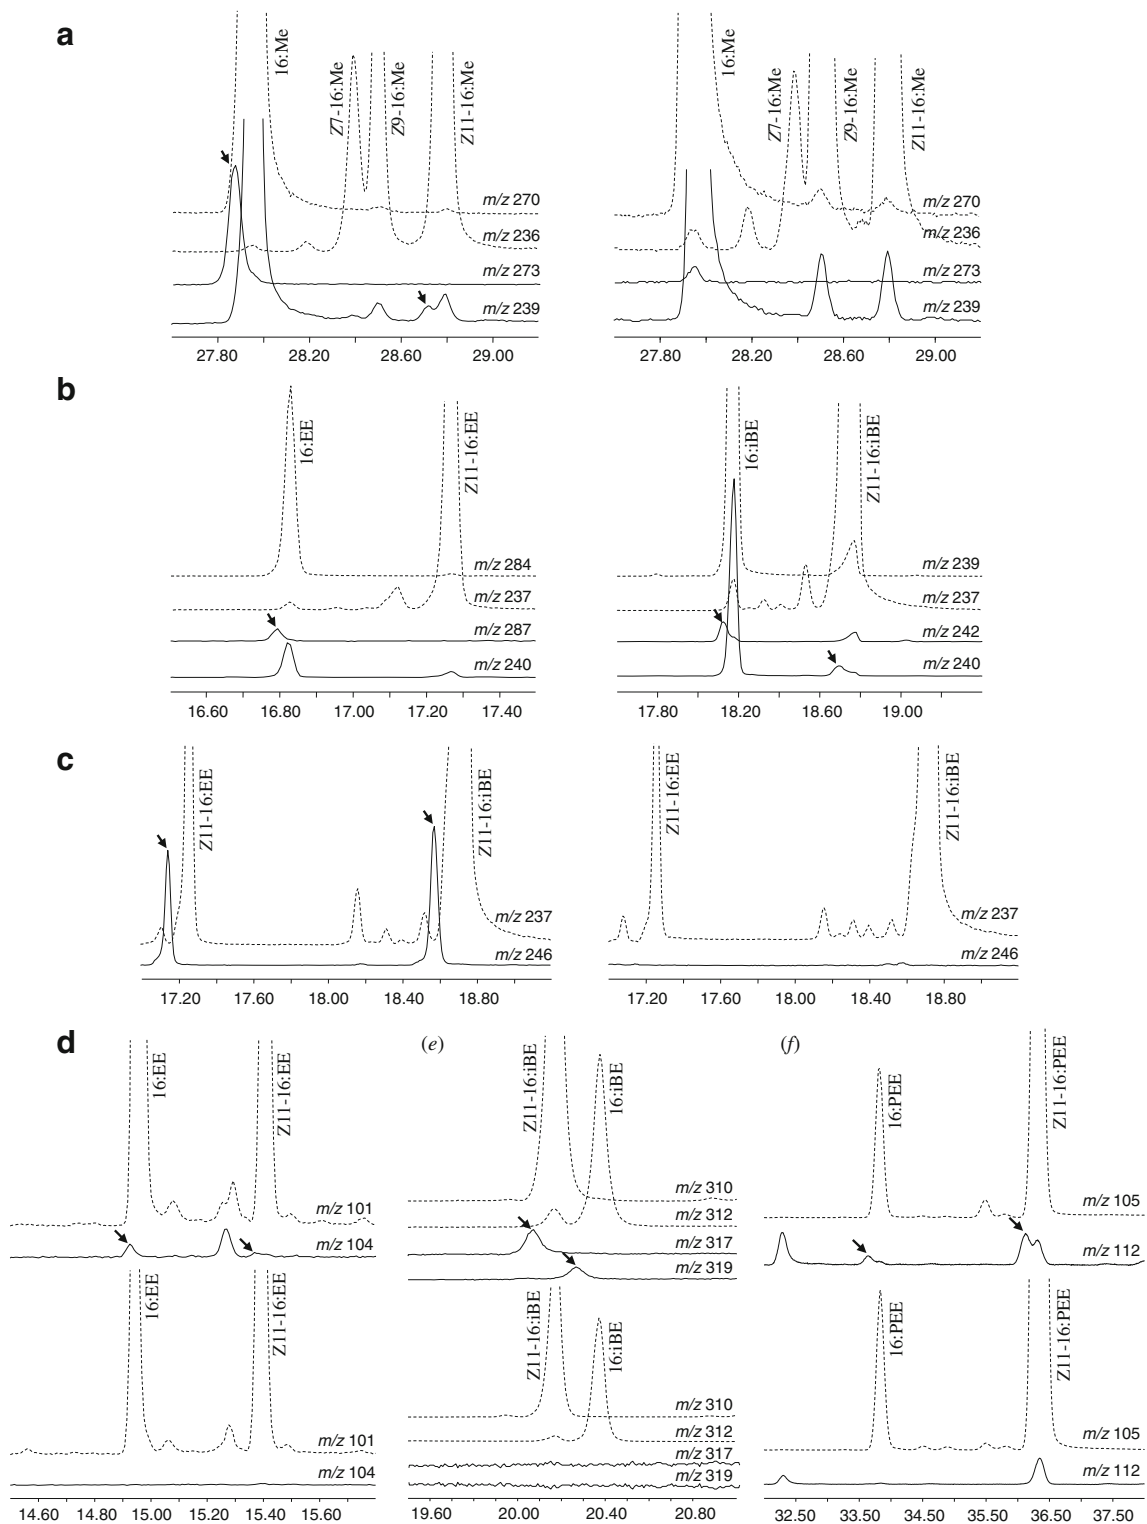 a
16:Me
Z7-16:Me
Z9-16:Me
Z11-16:Me
m/z 270
m/z 236
m/z 273
m/z 239
27.80 28.20 28.60 29.00
16:Me
Z7-16:Me
Z9-16:Me
Z11-16:Me
m/z 270
m/z 236
m/z 273
m/z 239
27.80 28.20 28.60 29.00
b
16:EE
Z11-16:EE
m/z 284
m/z 237
m/z 287
m/z 240
16.60 16.80 17.00 17.20 17.40
16:iBE
Z11-16:iBE
m/z 239
m/z 237
m/z 242
m/z 240
17.80 18.20 18.60 19.00
c
Z11-16:EE
Z11-16:iBE
m/z 237
m/z 246
17.20 17.60 18.00 18.40 18.80
Z11-16:EE
Z11-16:iBE
m/z 237
m/z 246
17.20 17.60 18.00 18.40 18.80
d
16:EE
Z11-16:EE
m/z 101
m/z 104
16:EE
Z11-16:EE
m/z 101
m/z 104
14.60 14.80 15.00 15.20 15.40 15.60
(e)
Z11-16:iBE
16:iBE
m/z 310
m/z 312
m/z 317
m/z 319
Z11-16:iBE
16:iBE
m/z 310
m/z 312
m/z 317
m/z 319
19.60 20.00 20.40 20.80
(f)
16:PEE
Z11-16:PEE
m/z 105
m/z 112
16:PEE
Z11-16:PEE
m/z 105
m/z 112
32.50 33.50 34.50 35.50 36.50 37.50